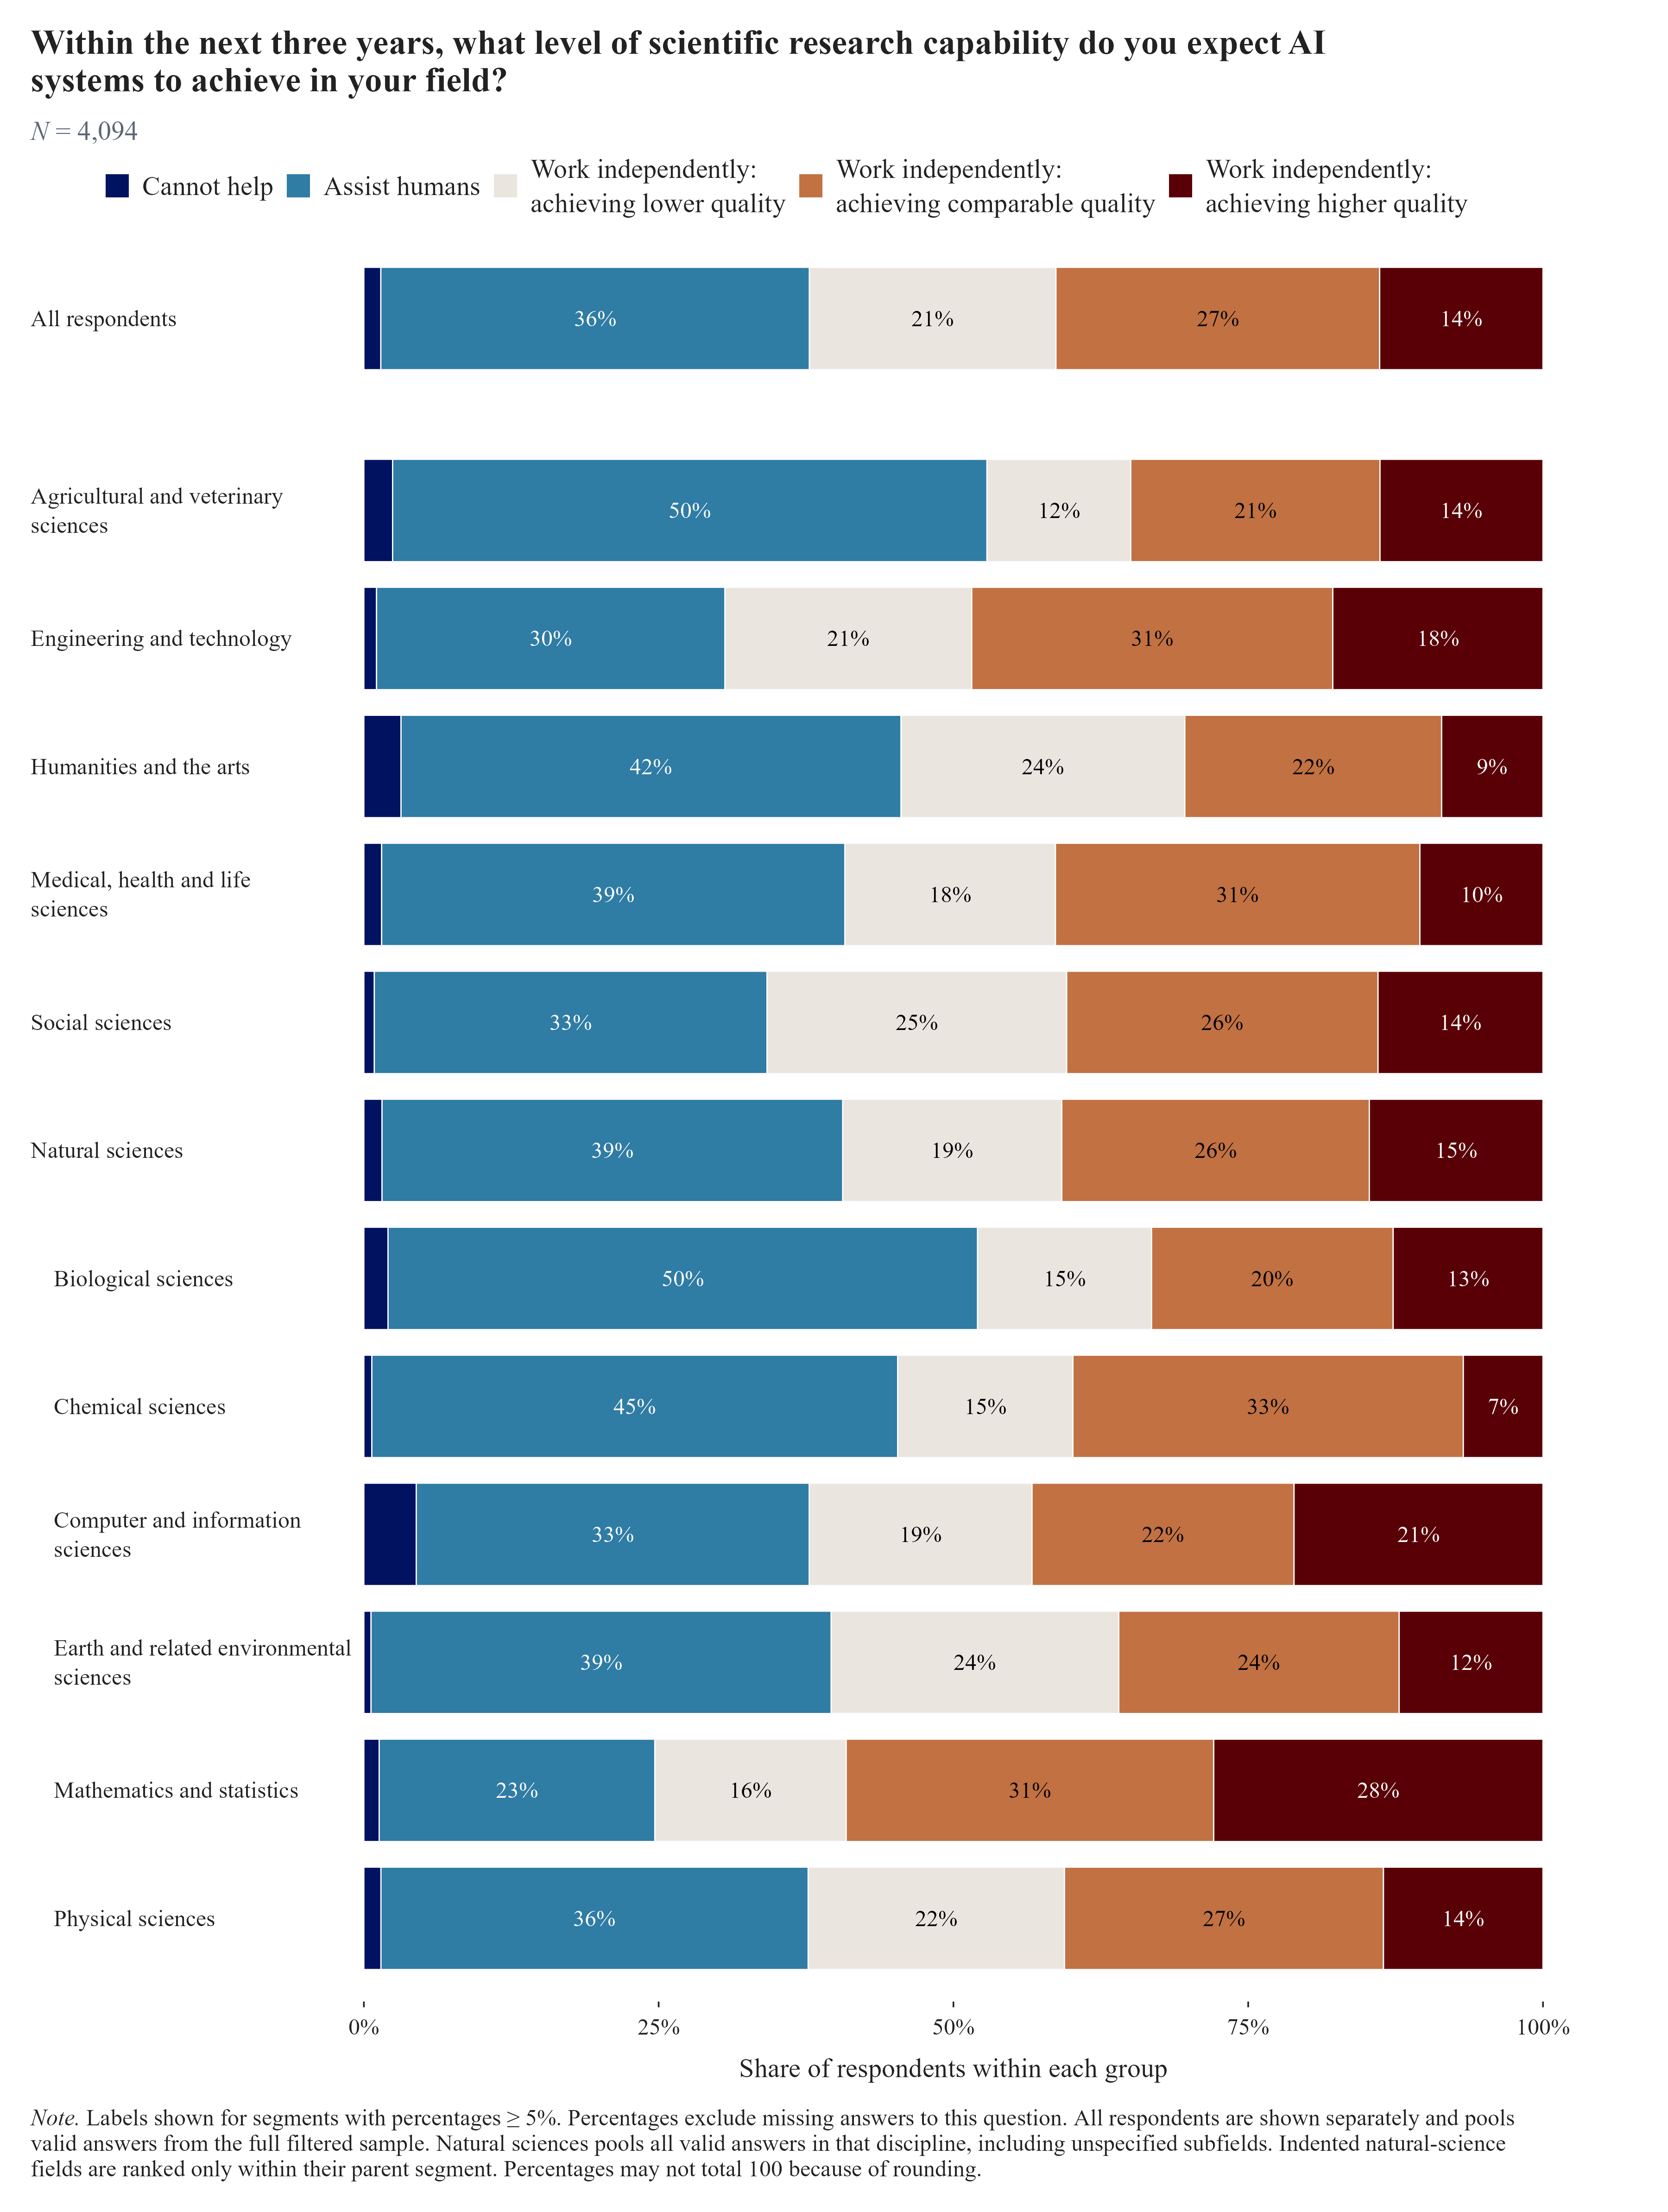 Within the next three years, what level of scientific research capability do you expect AI
systems to achieve in your field?
N = 4,094
Cannot help
Assist humans
Work independently:
achieving lower quality
Work independently:
achieving comparable quality
Work independently:
achieving higher quality
All respondents
36% 21% 27% 14%
Agricultural and veterinary
sciences
50% 12% 21% 14%
Engineering and technology
30% 21% 31% 18%
Humanities and the arts
42% 24% 22% 9%
Medical, health and life
sciences
39% 18% 31% 10%
Social sciences
33% 25% 26% 14%
Natural sciences
39% 19% 26% 15%
Biological sciences
50% 15% 20% 13%
Chemical sciences
45% 15% 33% 7%
Computer and information
sciences
33% 19% 22% 21%
Earth and related environmental
sciences
39% 24% 24% 12%
Mathematics and statistics
23% 16% 31% 28%
Physical sciences
36% 22% 27% 14%
0% 25% 50% 75% 100%
Share of respondents within each group
Note. Labels shown for segments with percentages ≥ 5%. Percentages exclude missing answers to this question. All respondents are shown separately and pools
valid answers from the full filtered sample. Natural sciences pools all valid answers in that discipline, including unspecified subfields. Indented natural-science
fields are ranked only within their parent segment. Percentages may not total 100 because of rounding.